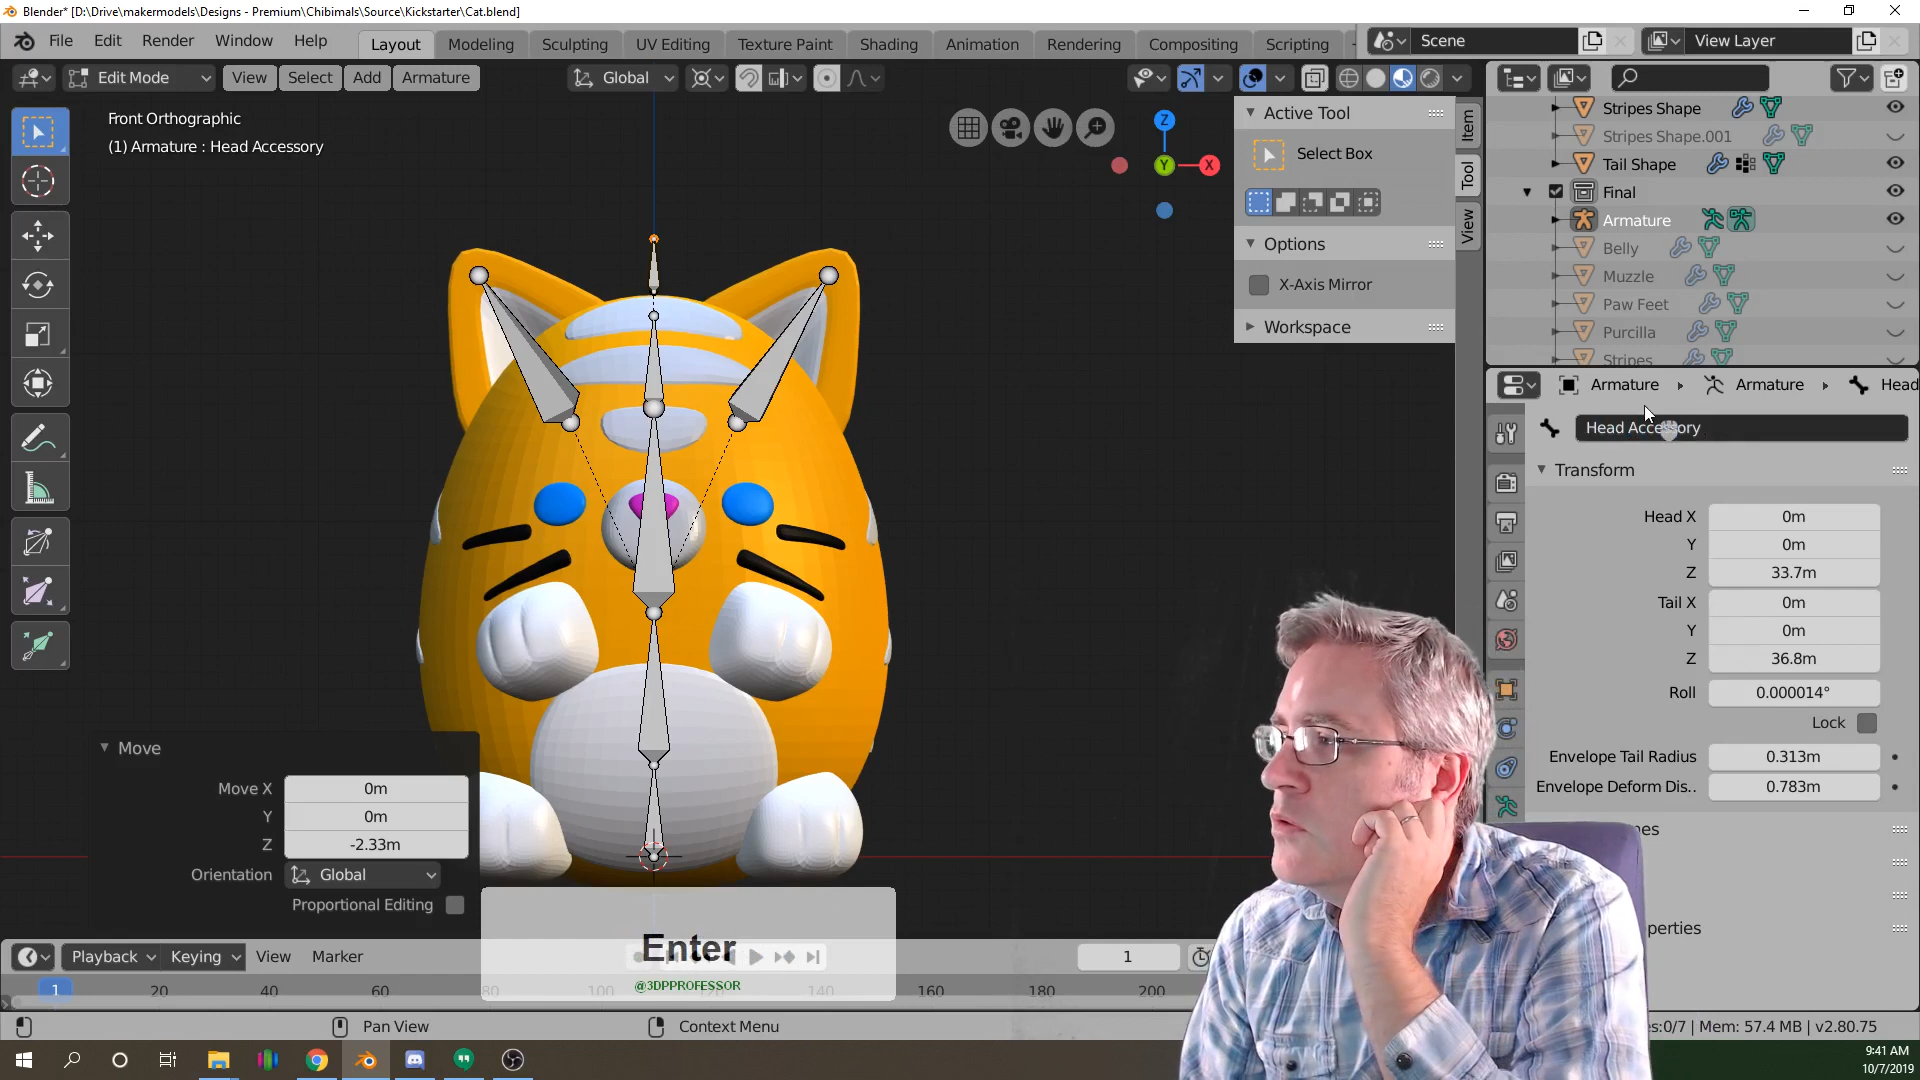 Blender* [D:\Drive\makermodels\Designs - Premium\Chibimals\Source\Kickstarter\Cat.blend]
File Edit Render Window Help
Layout Modeling Sculpting UV Editing Texture Paint Shading Animation Rendering Compositing Scripting
Scene
View Layer
Edit Mode View Select Add Armature
Global
Front Orthographic
(1) Armature : Head Accessory
Z
Y
X
Active Tool
Select Box
Options
X-Axis Mirror
Workspace
Item
Tool
View
Stripes Shape
Stripes Shape.001
Tail Shape
Final
Armature
Belly
Muzzle
Paw Feet
Purcilla
Stripes
Armature Armature Head
Head Accessory
Transform
Head X 0m
Y 0m
Z 33.7m
Tail X 0m
Y 0m
Z 36.8m
Roll 0.000014°
Lock
Envelope Tail Radius 0.313m
Envelope Deform Dis.. 0.783m
Move
Move X 0m
Y 0m
Z -2.33m
Orientation Global
Proportional Editing
Enter
@3DPPROFESSOR
Playback Keying View Marker
1
1 20 40 60 80 100 120 140 160 180 200
Pan View
Context Menu
s:0/7 | Mem: 57.4 MB | v2.80.75
9:41 AM
10/7/2019